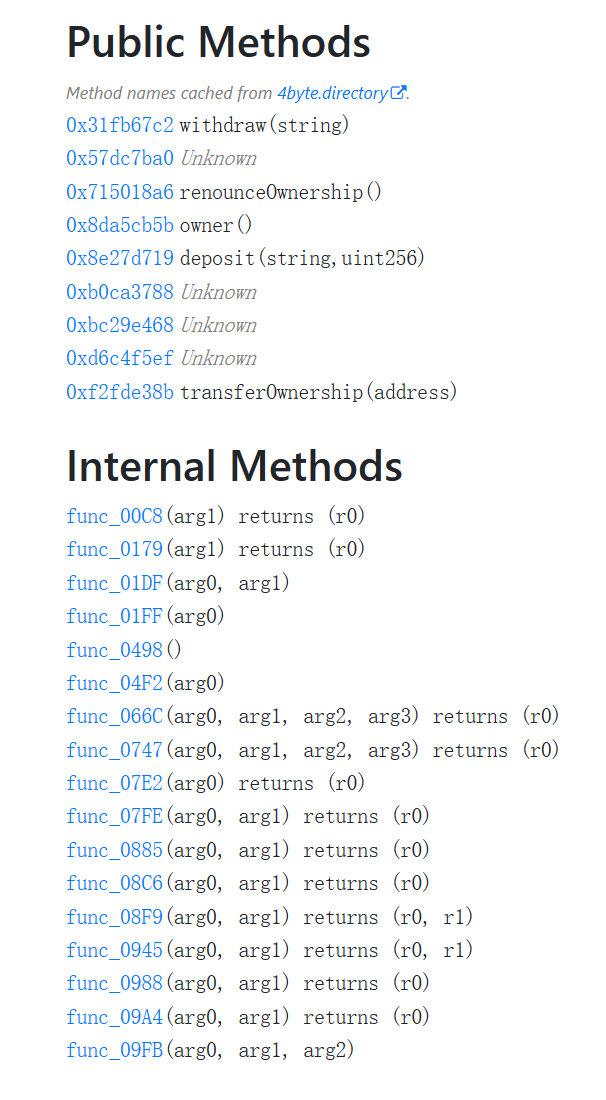 Public Methods
Method names cached from 4byte.directory.
0x31fb67c2 withdraw(string)
0x57dc7ba0 Unknown
0x715018a6 renounceOwnership()
0x8da5cb5b owner()
0x8e27d719 deposit(string,uint256)
0xb0ca3788 Unknown
0xbc29e468 Unknown
0xd6c4f5ef Unknown
0xf2fde38b transferOwnership(address)
Internal Methods
func_00C8(arg1) returns (r0)
func_0179(arg1) returns (r0)
func_01DF(arg0, arg1)
func_01FF(arg0)
func_0498()
func_04F2(arg0)
func_066C(arg0, arg1, arg2, arg3) returns (r0)
func_0747(arg0, arg1, arg2, arg3) returns (r0)
func_07E2(arg0) returns (r0)
func_07FE(arg0, arg1) returns (r0)
func_0885(arg0, arg1) returns (r0)
func_08C6(arg0, arg1) returns (r0)
func_08F9(arg0, arg1) returns (r0, r1)
func_0945(arg0, arg1) returns (r0, r1)
func_0988(arg0, arg1) returns (r0)
func_09A4(arg0, arg1) returns (r0)
func_09FB(arg0, arg1, arg2)